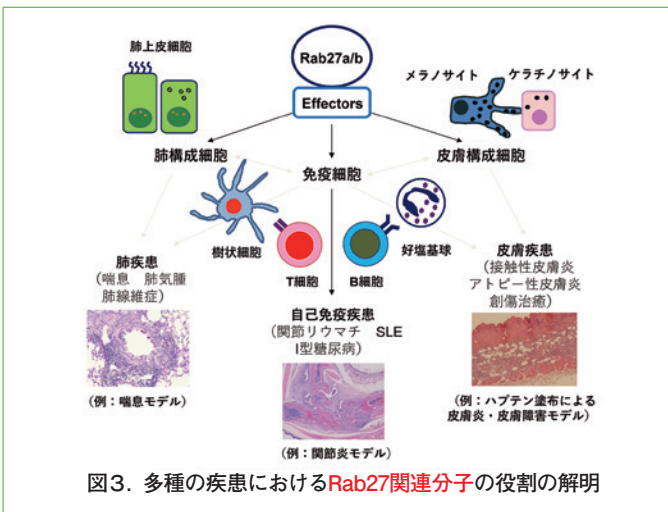 Rab27a/b
Effectors
肺上皮細胞
メラノサイト
ケラチノサイト
肺構成細胞
免疫細胞
皮膚構成細胞
樹状細胞
T細胞
B細胞
好塩基球
肺疾患
(喘息　肺気腫
肺線維症)
自己免疫疾患
(関節リウマチ　SLE
I型糖尿病)
皮膚疾患
(接触性皮膚炎
アトピー性皮膚炎
創傷治癒)
(例：喘息モデル)
(例：関節炎モデル)
(例：ハプテン塗布による
皮膚炎・皮膚障害モデル)
図3. 多種の疾患におけるRab27関連分子の役割の解明